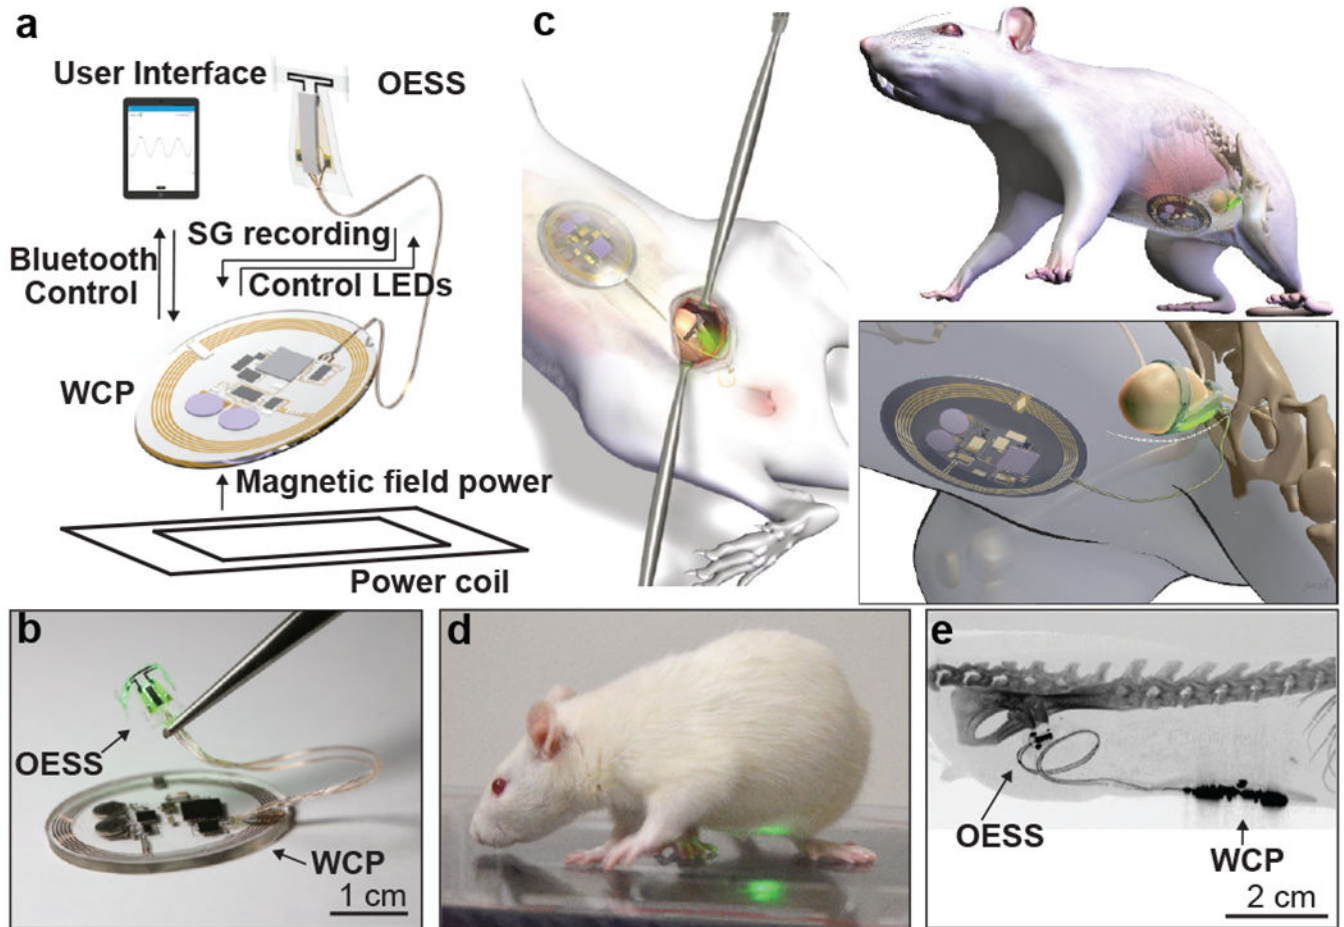 a
User Interface
OESS
SG recording
Bluetooth
Control
Control LEDs
WCP
Magnetic field power
Power coil
c
b
OESS
WCP
1 cm
d
e
OESS
WCP
2 cm